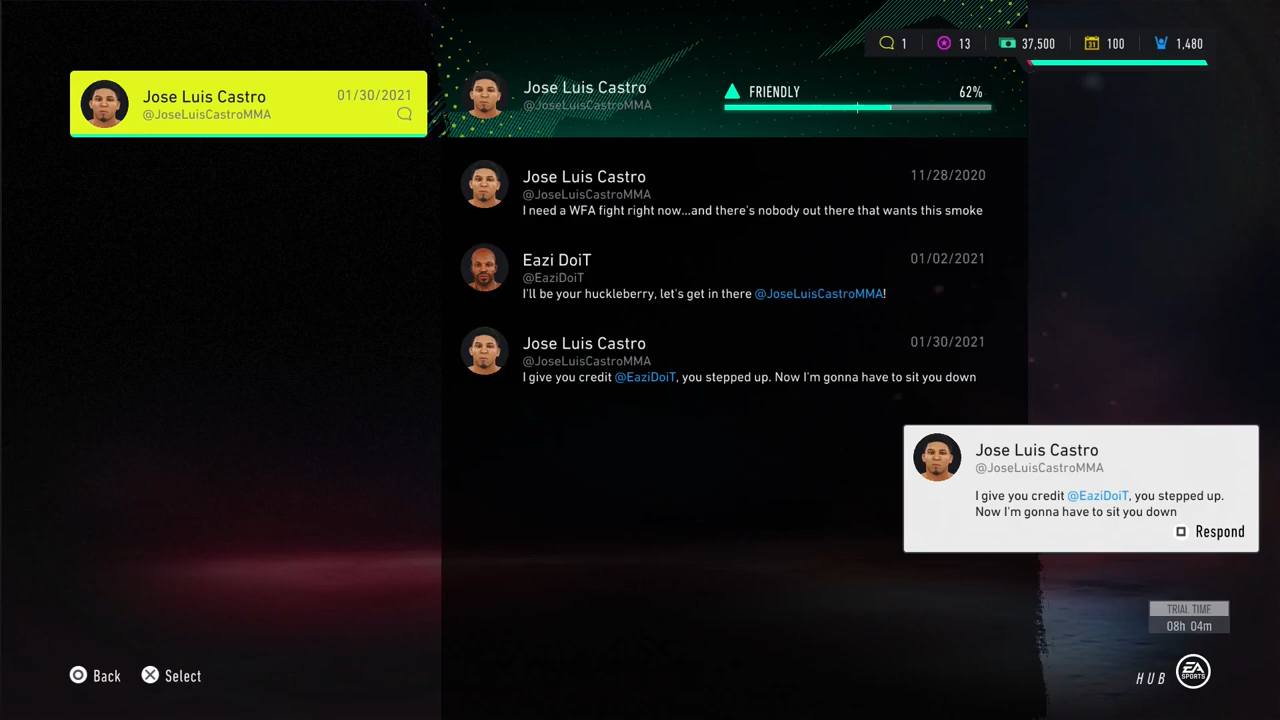 1 13 37,500 31 100 1,480
Jose Luis Castro 01/30/2021
@JoseLuisCastroMMA
Jose Luis Castro
@JoseLuisCastroMMA
FRIENDLY 62%
Jose Luis Castro 11/28/2020
@JoseLuisCastroMMA
I need a WFA fight right now...and there's nobody out there that wants this smoke
Eazi DoiT 01/02/2021
@EaziDoiT
I'll be your huckleberry, let's get in there @JoseLuisCastroMMA!
Jose Luis Castro 01/30/2021
@JoseLuisCastroMMA
I give you credit @EaziDoiT, you stepped up. Now I'm gonna have to sit you down
Jose Luis Castro
@JoseLuisCastroMMA
I give you credit @EaziDoiT, you stepped up.
Now I'm gonna have to sit you down
Respond
TRIAL TIME
08h 04m
Back Select
HUB EA SPORTS